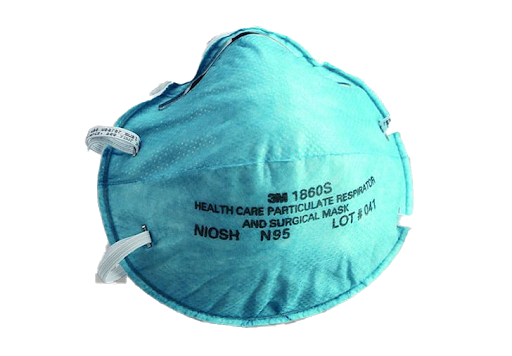 3M 1860S
HEALTH CARE PARTICULATE RESPIRATOR
AND SURGICAL MASK
NIOSH N95 LOT # 041